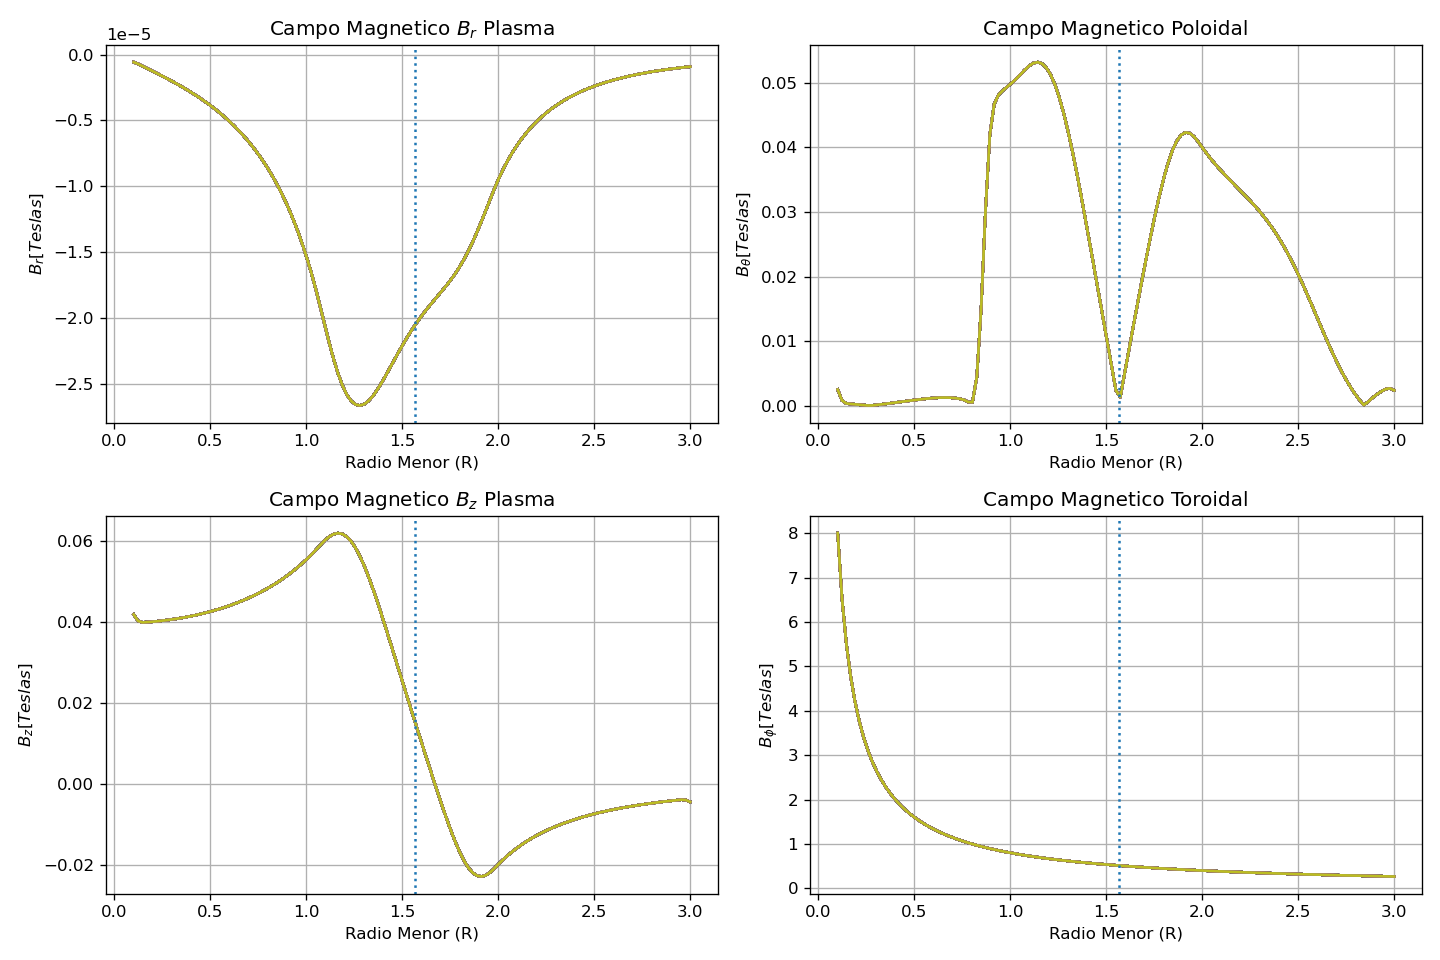 Campo Magnetico $B_r$ Plasma
1e−5
0.0
−0.5
−1.0
−1.5
−2.0
−2.5
$B_r[Teslas]$
0.0 0.5 1.0 1.5 2.0 2.5 3.0
Radio Menor (R)
Campo Magnetico Poloidal
0.05
0.04
0.03
0.02
0.01
0.00
$B_θ[Teslas]$
0.0 0.5 1.0 1.5 2.0 2.5 3.0
Radio Menor (R)
Campo Magnetico $B_z$ Plasma
0.06
0.04
0.02
0.00
−0.02
$B_z[Teslas]$
0.0 0.5 1.0 1.5 2.0 2.5 3.0
Radio Menor (R)
Campo Magnetico Toroidal
8
7
6
5
4
3
2
1
0
$B_ϕ[Teslas]$
0.0 0.5 1.0 1.5 2.0 2.5 3.0
Radio Menor (R)